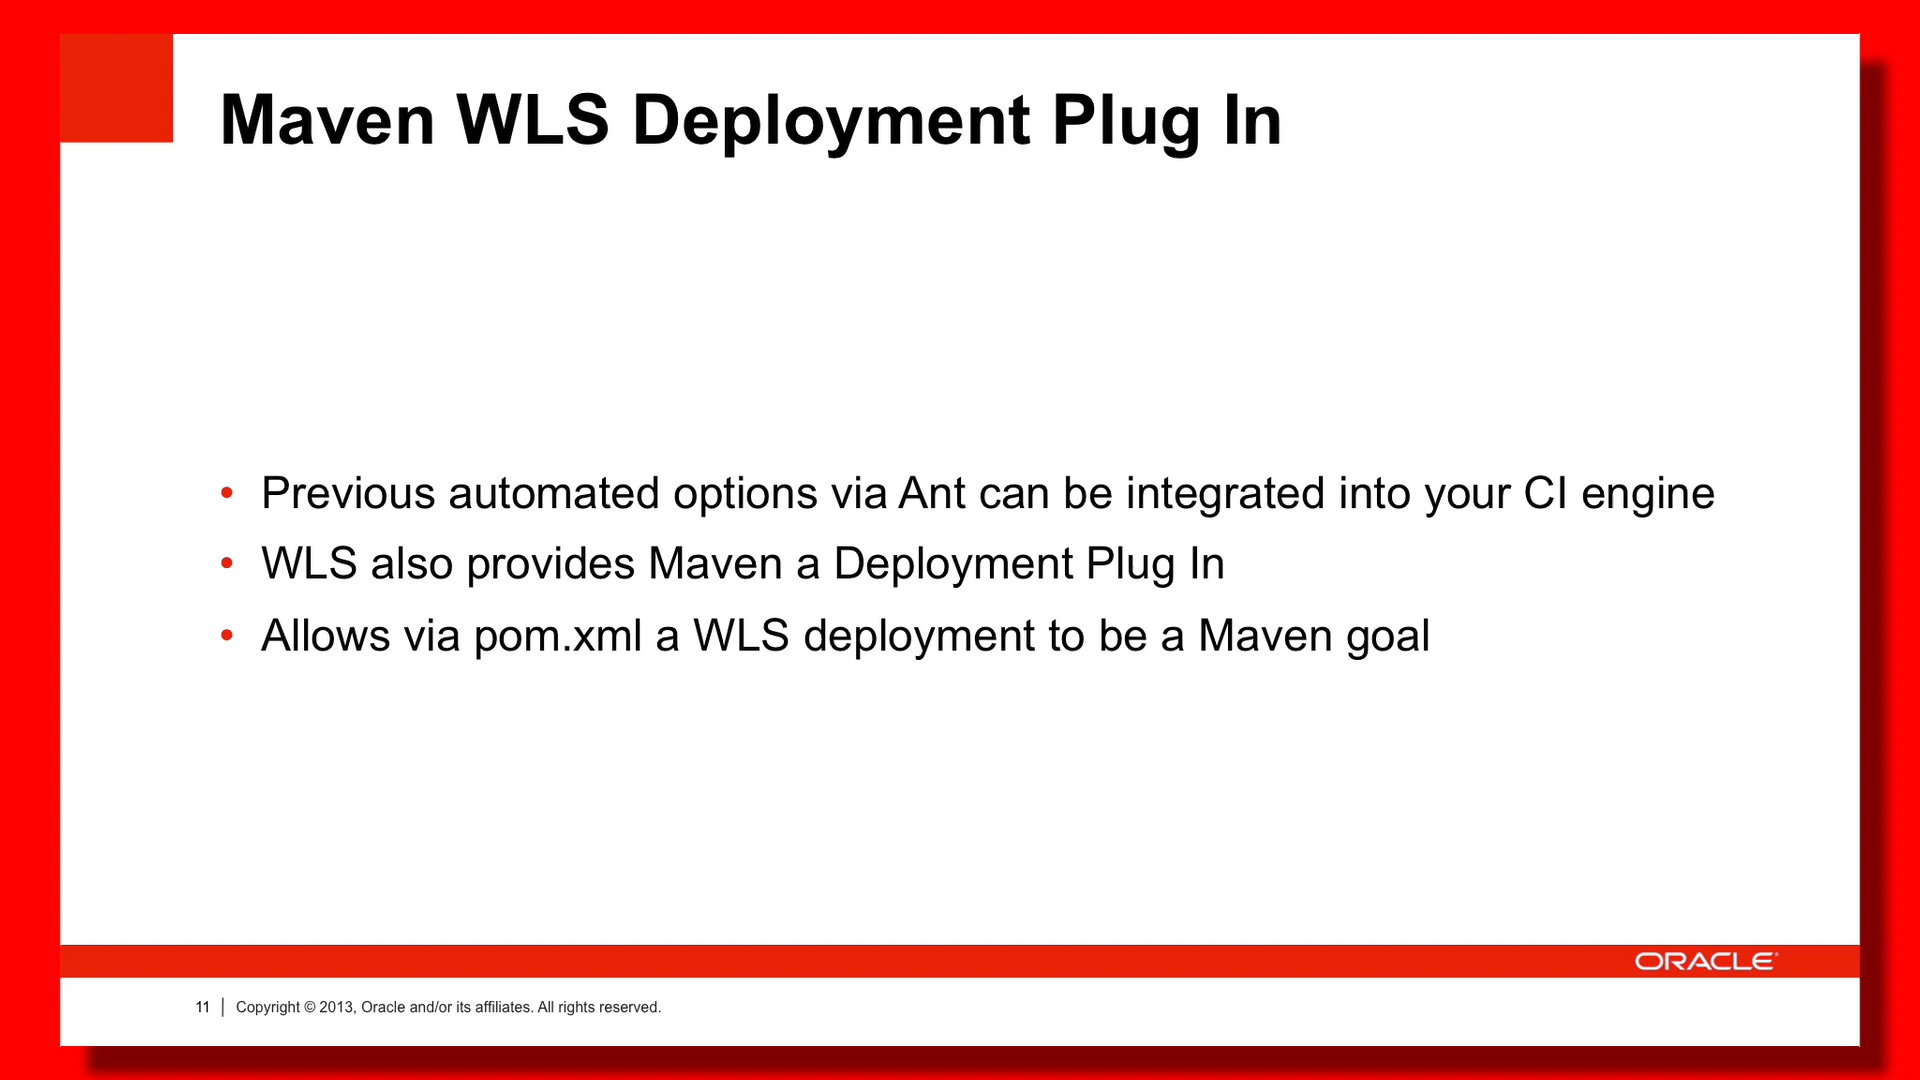 Maven WLS Deployment Plug In
• Previous automated options via Ant can be integrated into your CI engine
• WLS also provides Maven a Deployment Plug In
• Allows via pom.xml a WLS deployment to be a Maven goal
ORACLE
11 | Copyright © 2013, Oracle and/or its affiliates. All rights reserved.